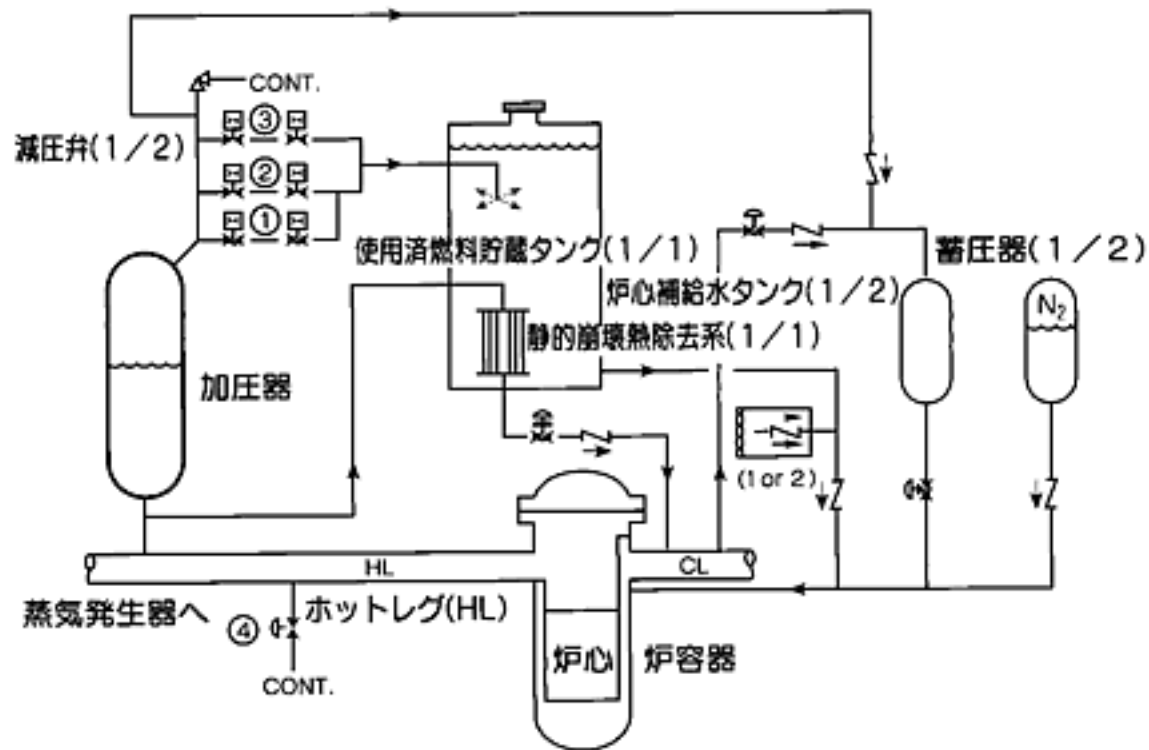 CONT.
③
減圧弁(1/2)
②
①
使用済燃料貯蔵タンク(1/1)
蓄圧器(1/2)
炉心補給水タンク(1/2)
N₂
静的崩壊熱除去系(1/1)
加圧器
(1 or 2)
HL
CL
蒸気発生器へ
ホットレグ(HL)
④
炉心
炉容器
CONT.